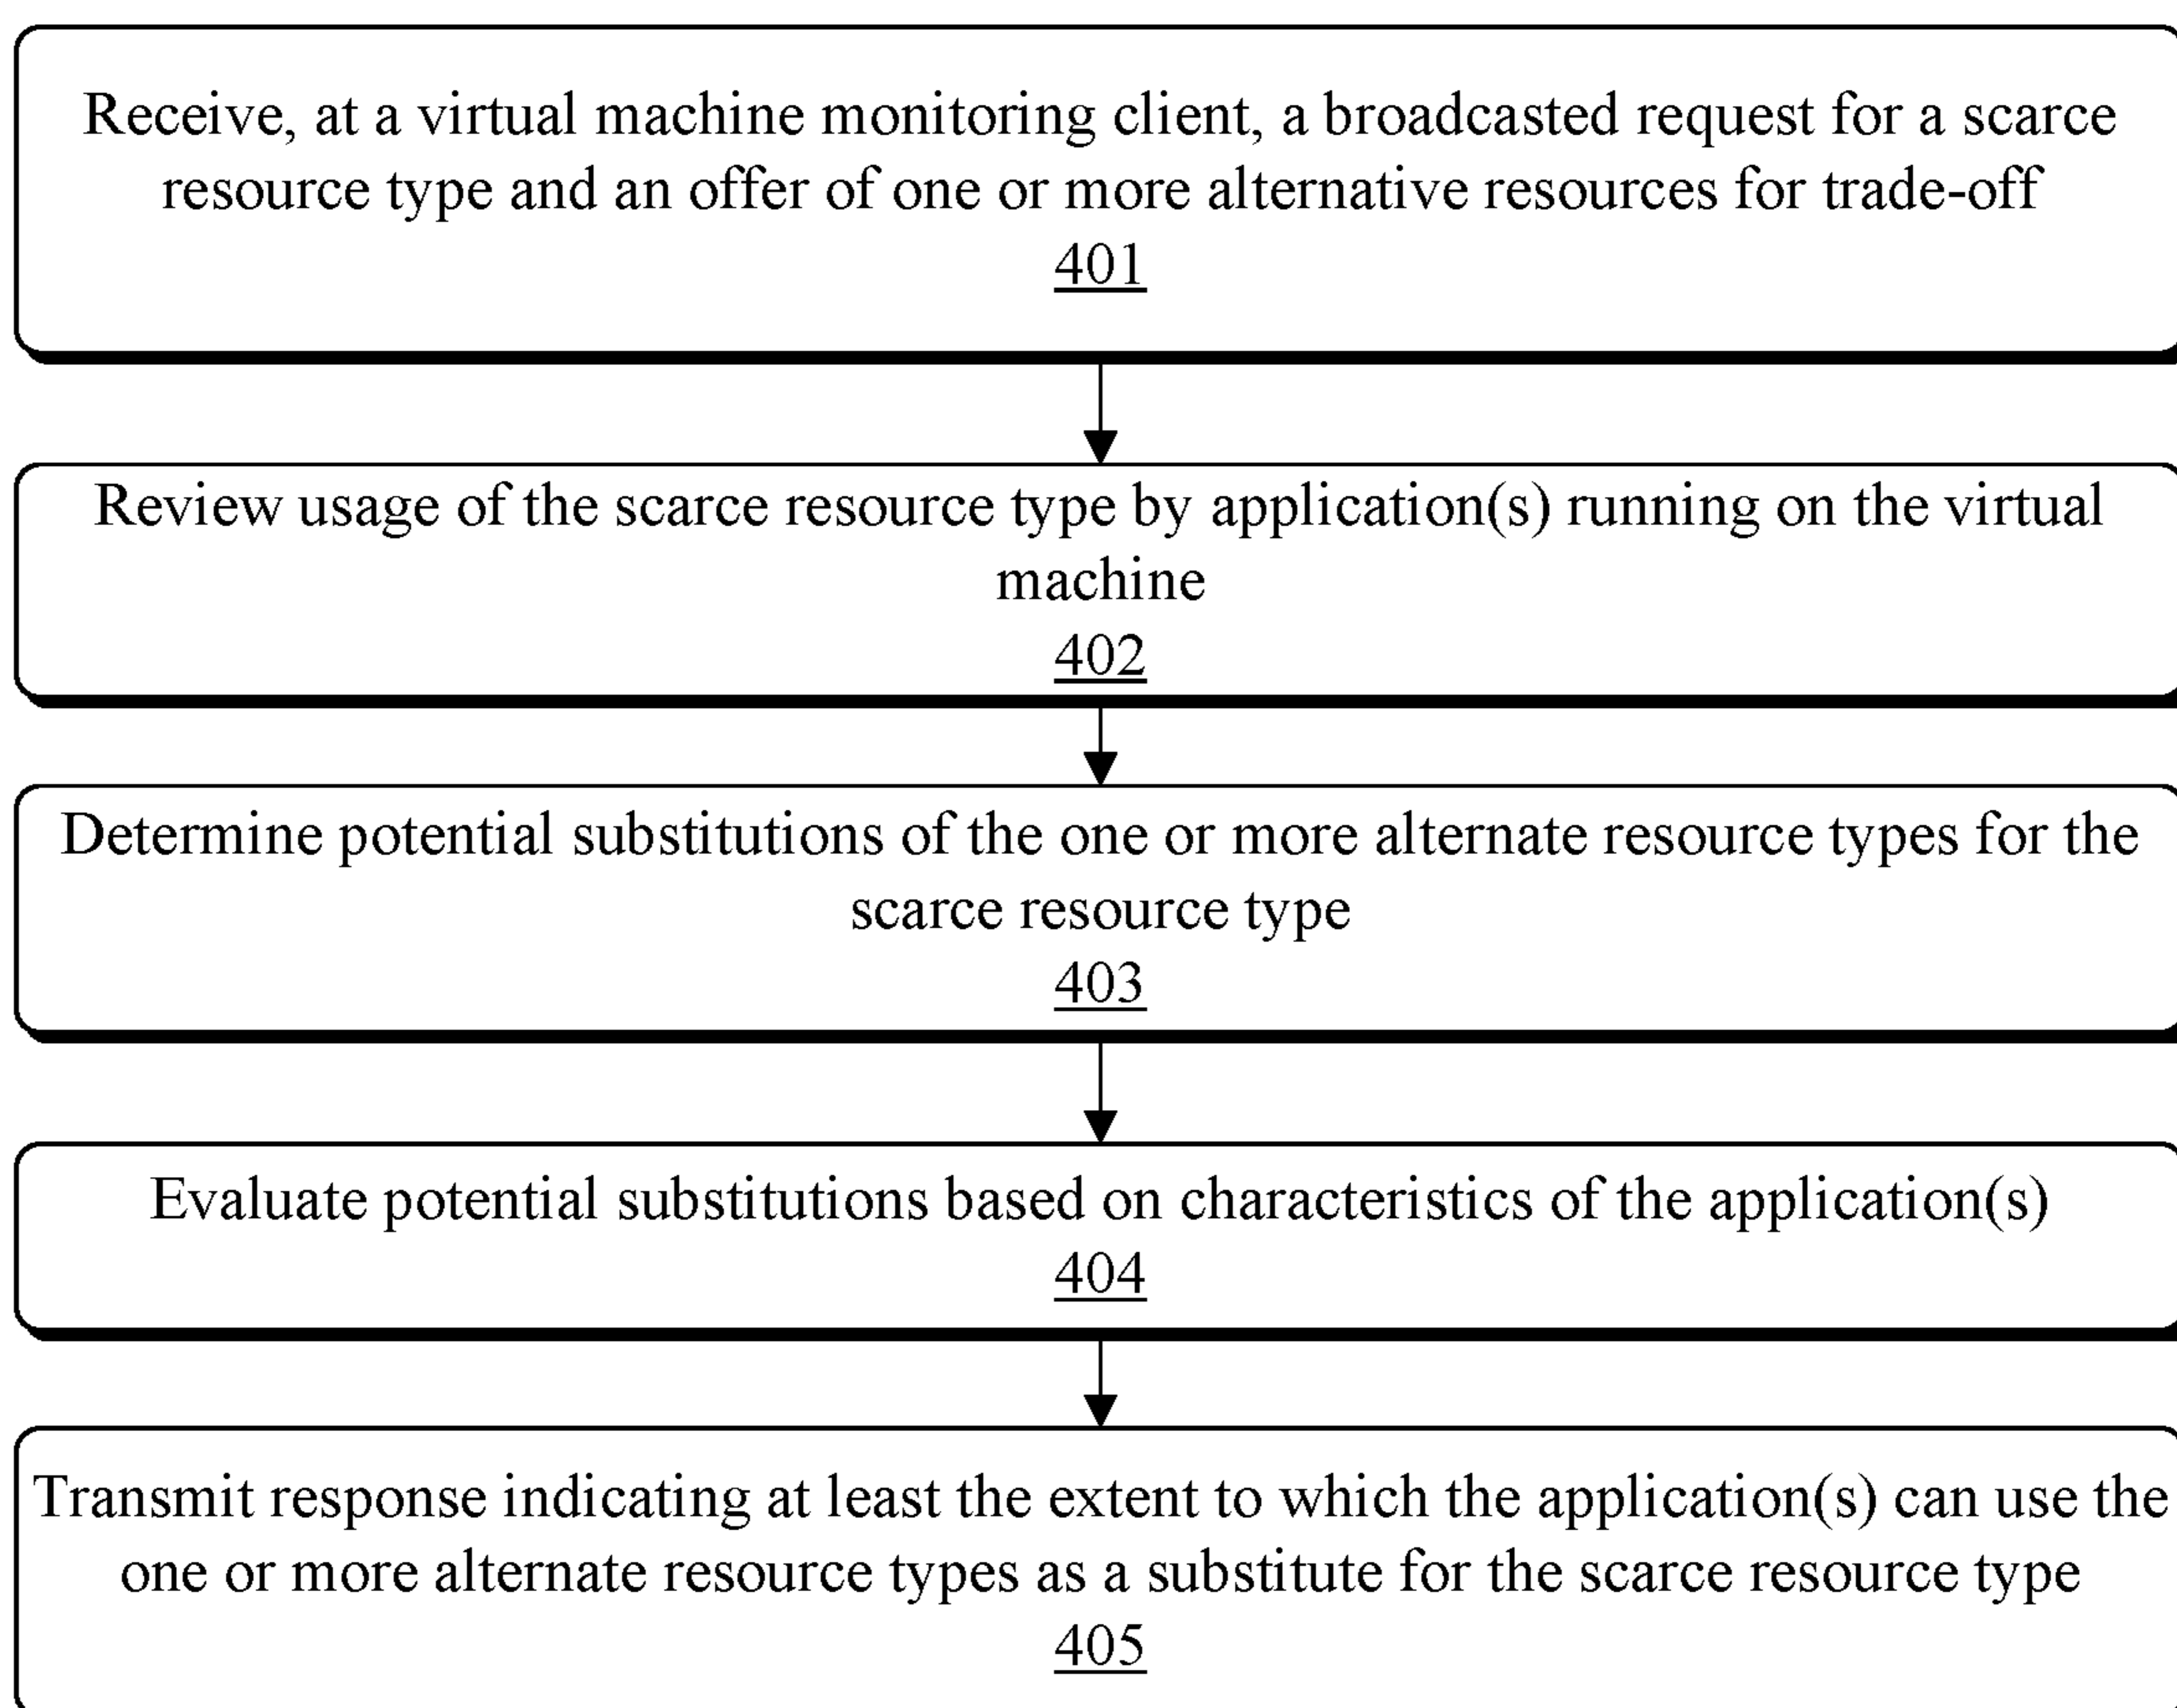 Receive, at a virtual machine monitoring client, a broadcasted request for a scarce
resource type and an offer of one or more alternative resources for trade-off
401
Review usage of the scarce resource type by application(s) running on the virtual
machine
402
Determine potential substitutions of the one or more alternate resource types for the
scarce resource type
403
Evaluate potential substitutions based on characteristics of the application(s)
404
Transmit response indicating at least the extent to which the application(s) can use the
one or more alternate resource types as a substitute for the scarce resource type
405